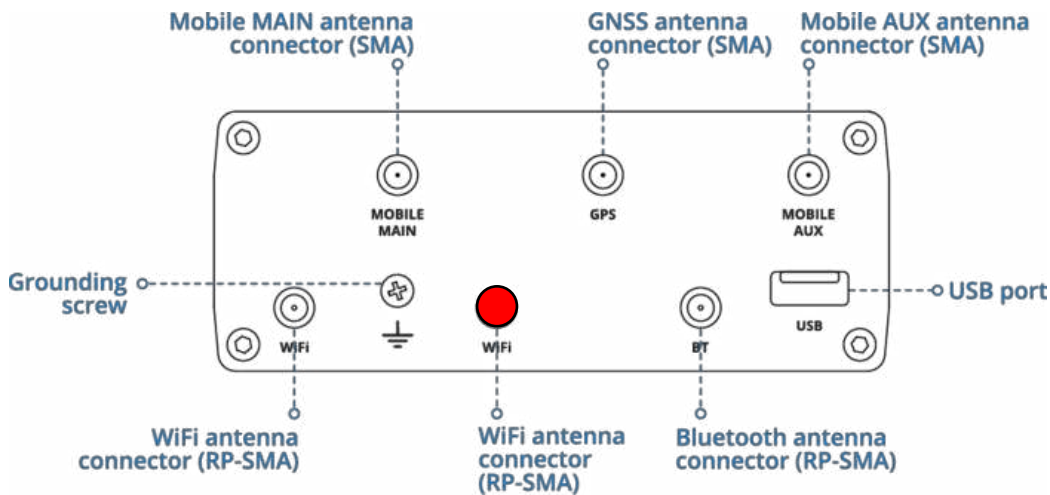 Mobile MAIN antenna
connector (SMA)
GNSS antenna
connector (SMA)
Mobile AUX antenna
connector (SMA)
MOBILE
MAIN
GPS
MOBILE
AUX
Grounding
screw
USB port
USB
WiFi
WiFi
BT
WiFi antenna
connector (RP-SMA)
WiFi antenna
connector
(RP-SMA)
Bluetooth antenna
connector (RP-SMA)